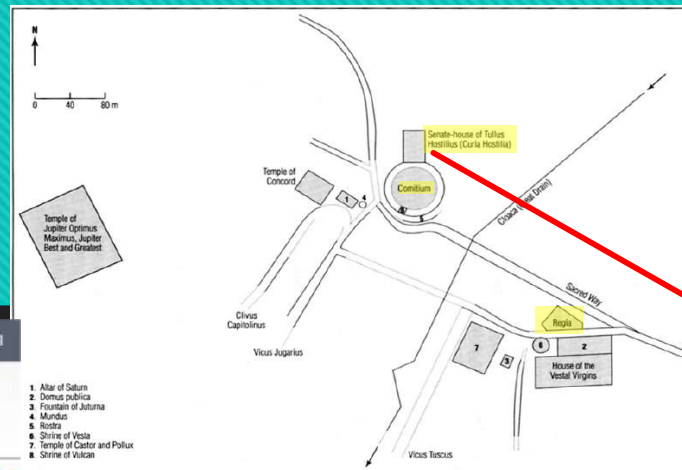 N
0 40 80 m
Senate-house of Tullus
Hostilius (Curia Hostilia)
Temple of
Concord
1
4
Comitium
8
5
Cloaca (Great Drain)
Temple of
Jupiter Optimus
Maximus, Jupiter
Best and Greatest
Sacred Way
Clivus
Capitolinus
Regia
Vicus Jugarius
7
6
2
3
House of the
Vestal Virgins
1. Altar of Saturn
2. Domus publica
3. Fountain of Juturna
4. Mundus
5. Rostra
6. Shrine of Vesta
7. Temple of Castor and Pollux
8. Shrine of Vulcan
Vicus Tuscus